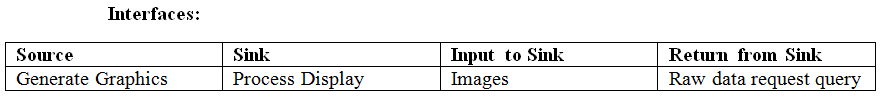 Interfaces:
Source Sink Input to Sink Return from Sink
Generate Graphics Process Display Images Raw data request query